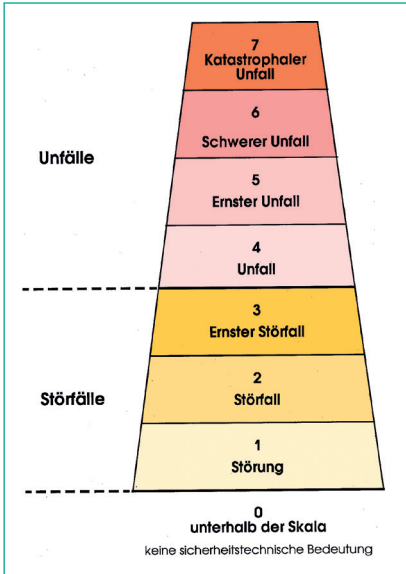 7
Katastrophaler
Unfall
6
Schwerer Unfall
Unfälle
5
Ernster Unfall
4
Unfall
3
Ernster Störfall
Störfälle
2
Störfall
1
Störung
0
unterhalb der Skala
keine sicherheitstechnische Bedeutung